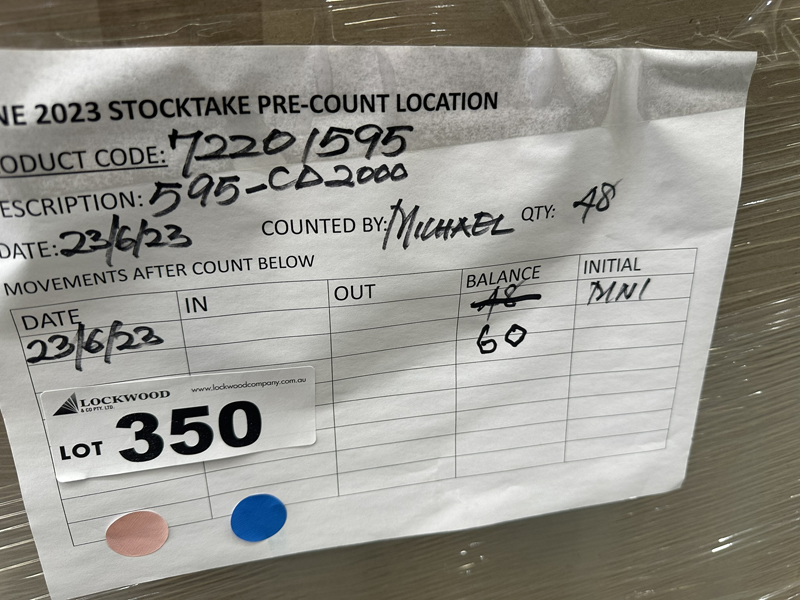 NE 2023 STOCKTAKE PRE-COUNT LOCATION
ODUCT CODE: 72201595
ESCRIPTION: 595-CD2000
DATE: 23/6/23 COUNTED BY: MICHAEL QTY: 48
MOVEMENTS AFTER COUNT BELOW
DATE IN OUT BALANCE INITIAL
23/6/23 48 MNI
60
LOCKWOOD www.lockwoodcompany.com.au
& CO PTY. LTD.
LOT 350